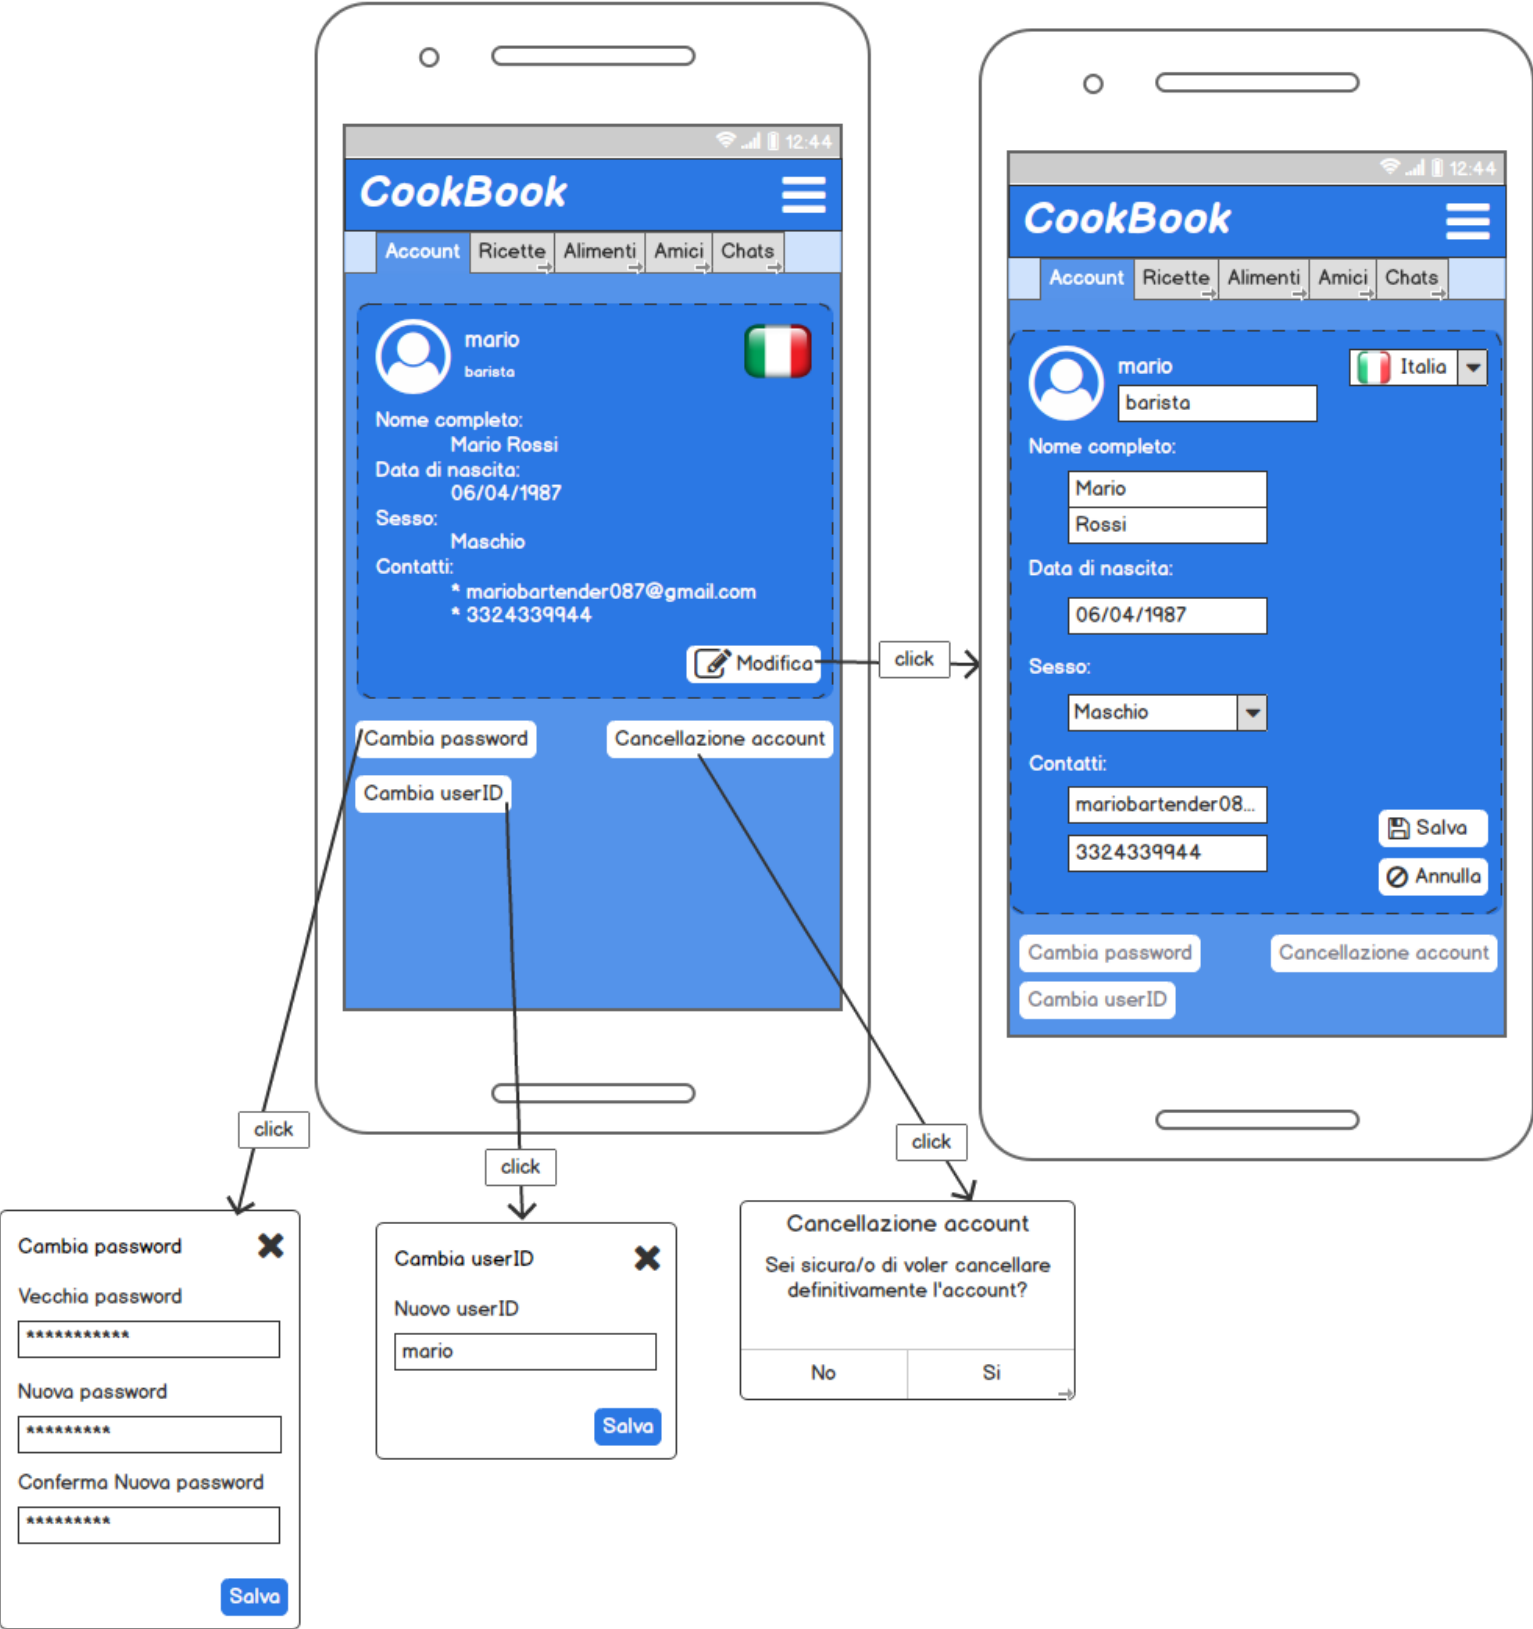 12:44
CookBook
Account Ricette Alimenti Amici Chats
mario
barista
Nome completo:
Mario Rossi
Data di nascita:
06/04/1987
Sesso:
Maschio
Contatti:
* mariobartender087@gmail.com
* 3324339944
Modifica
Cambia password
Cancellazione account
Cambia userID
click
12:44
CookBook
Account Ricette Alimenti Amici Chats
mario
Italia
barista
Nome completo:
Mario
Rossi
Data di nascita:
06/04/1987
Sesso:
Maschio
Contatti:
mariobartender08...
3324339944
Salva
Annulla
Cambia password
Cancellazione account
Cambia userID
click
Cambia password
Vecchia password
***********
Nuova password
*********
Conferma Nuova password
*********
Salva
click
Cambia userID
Nuovo userID
mario
Salva
click
Cancellazione account
Sei sicura/o di voler cancellare
definitivamente l'account?
No
Si